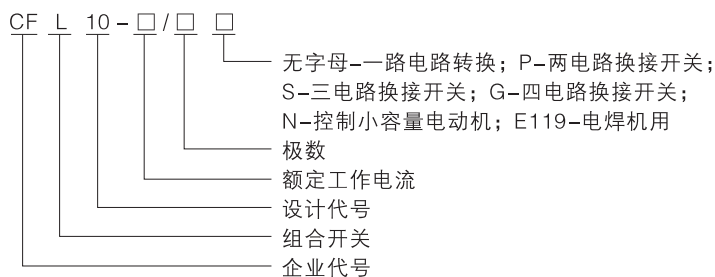 CF L 10-□/□ □
无字母-一路电路转换；P-两电路换接开关；
S-三电路换接开关；G-四电路换接开关；
N-控制小容量电动机；E119-电焊机用
极数
额定工作电流
设计代号
组合开关
企业代号